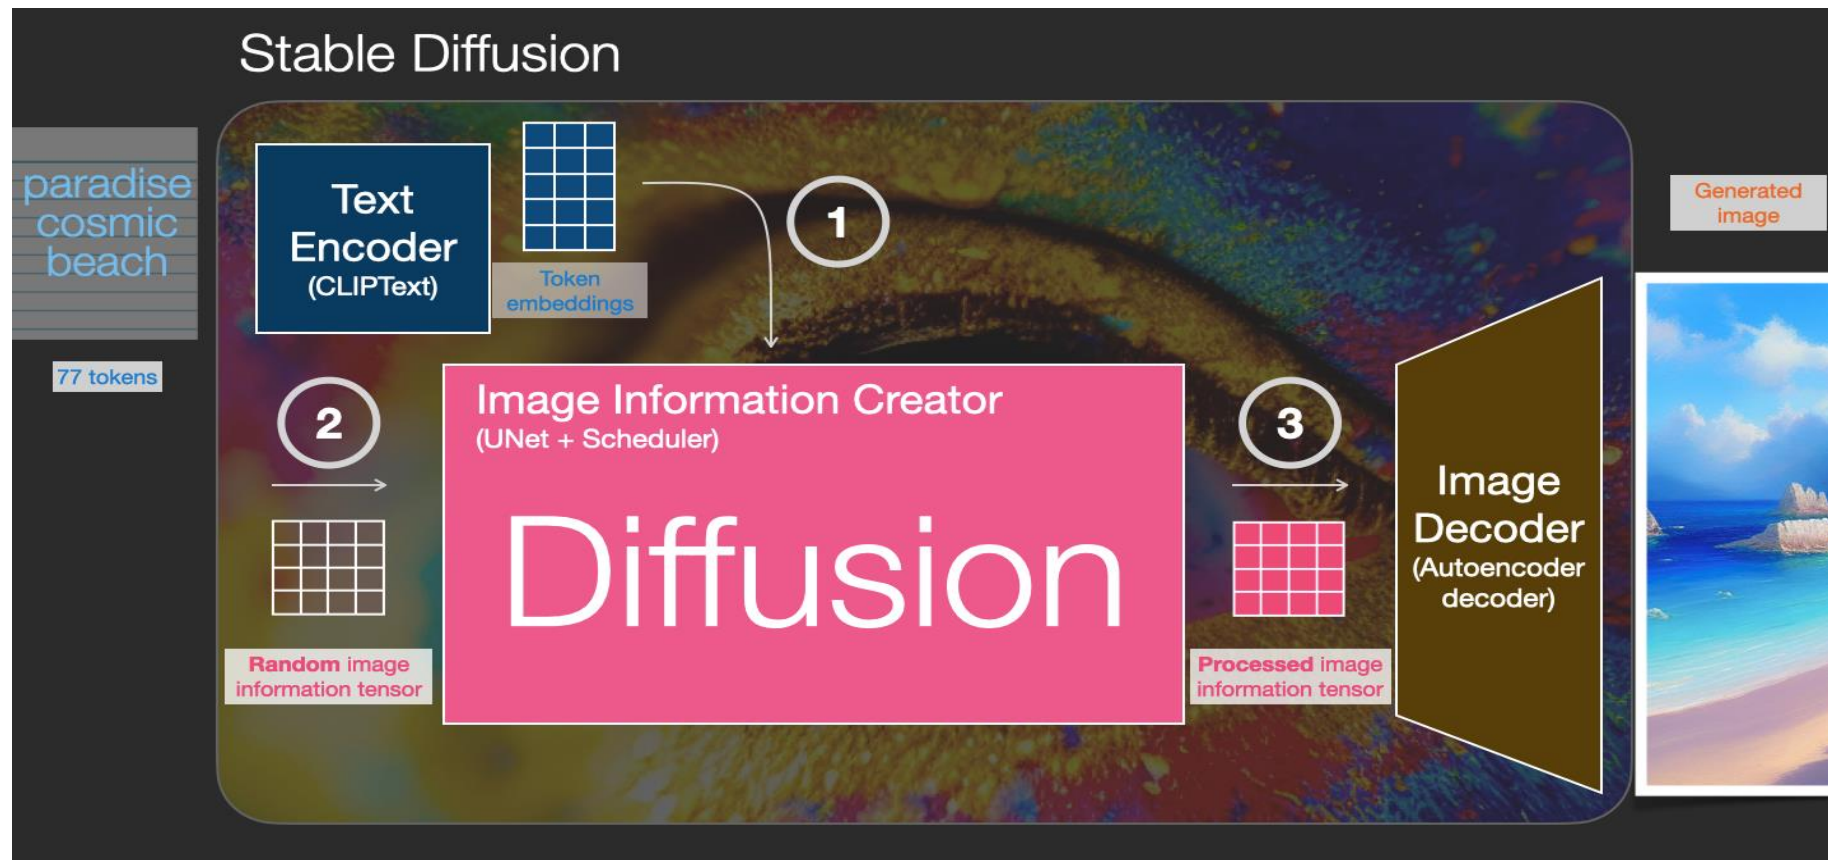 Stable Diffusion
paradise
cosmic
beach
77 tokens
Text
Encoder
(CLIPText)
Token
embeddings
1
2
Random image
information tensor
Image Information Creator
(UNet + Scheduler)
Diffusion
3
Processed image
information tensor
Image
Decoder
(Autoencoder
decoder)
Generated
image